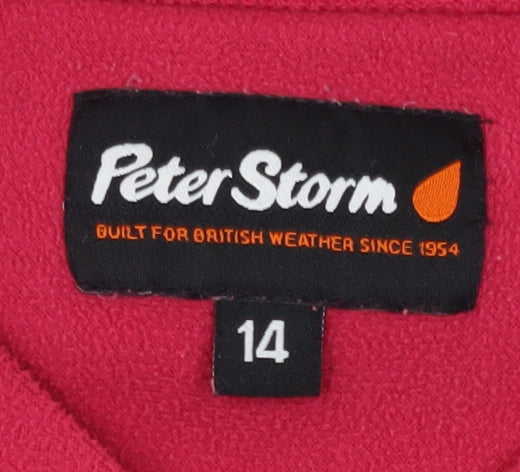 Peter Storm
BUILT FOR BRITISH WEATHER SINCE 1954
14